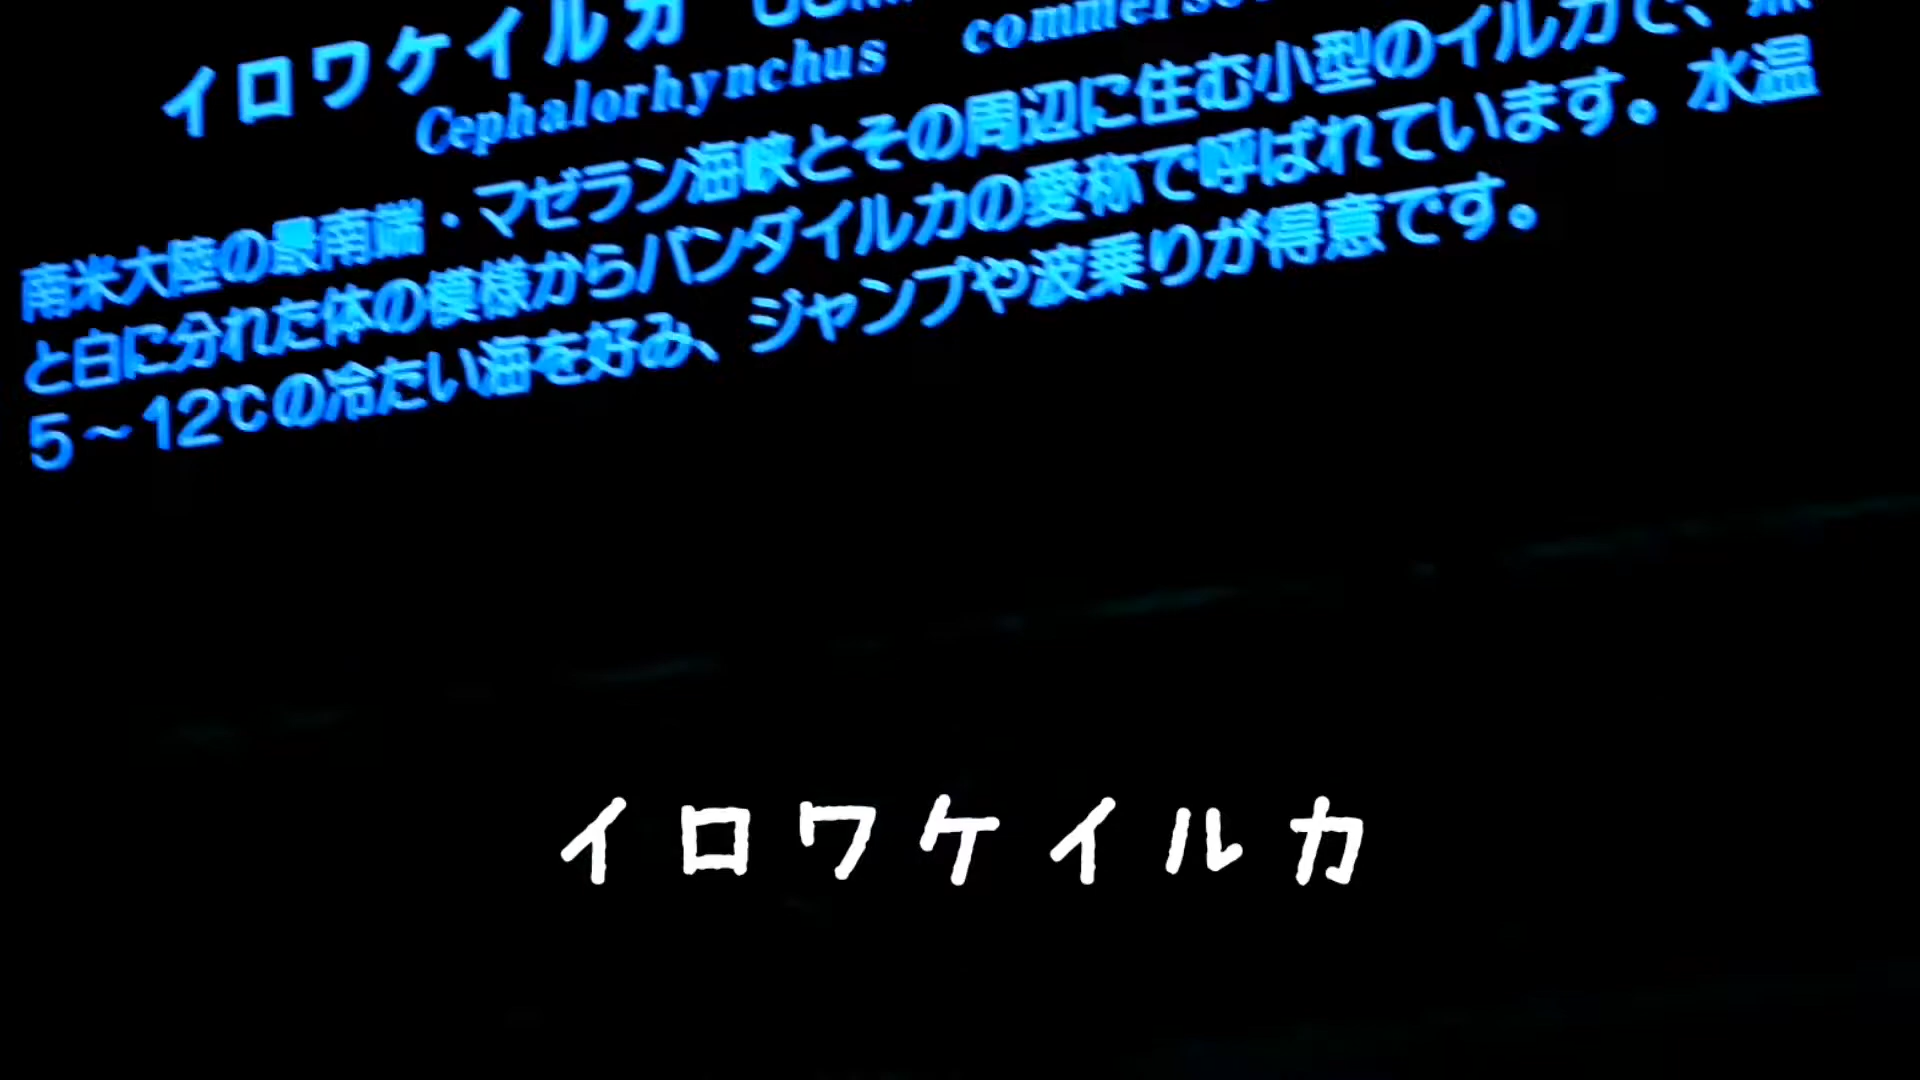 イロワケイルカ
Cephalorhynchus
南米大陸の最南端・マゼラン海峡とその周辺に住む小型のイルカで、
と白に分れた体の模様からパンダイルカの愛称で呼ばれています。水温
5～12℃の冷たい海を好み、ジャンプや波乗りが得意です。
イロワケイルカ